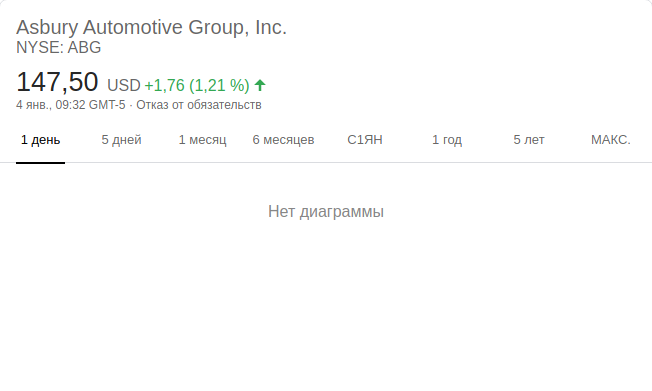 Asbury Automotive Group, Inc.
NYSE: ABG
147,50 USD +1,76 (1,21 %)
4 янв., 09:32 GMT-5 · Отказ от обязательств
1 день 5 дней 1 месяц 6 месяцев С1ЯН 1 год 5 лет МАКС.
Нет диаграммы